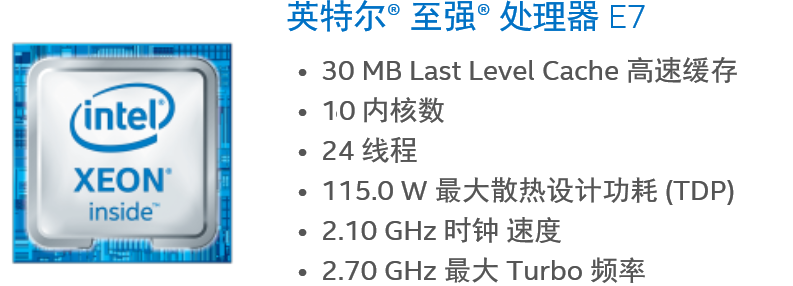 英特尔® 至强® 处理器 E7
intel®
XEON®
inside™
• 30 MB Last Level Cache 高速缓存
• 10 内核数
• 24 线程
• 115.0 W 最大散热设计功耗 (TDP)
• 2.10 GHz 时钟 速度
• 2.70 GHz 最大 Turbo 频率